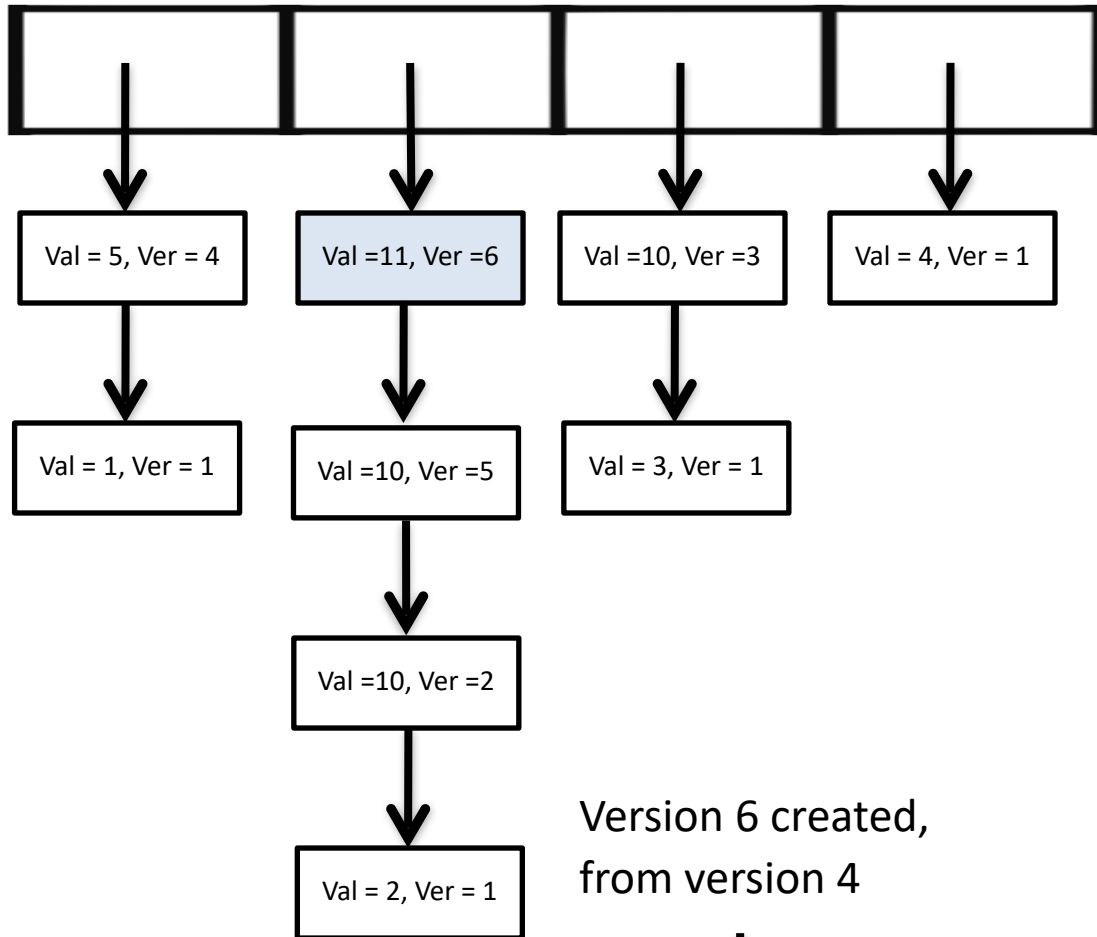 Val = 5, Ver = 4
Val =11, Ver =6
Val =10, Ver =3
Val = 4, Ver = 1
Val = 1, Ver = 1
Val =10, Ver =5
Val = 3, Ver = 1
Val =10, Ver =2
Version 6 created,
from version 4
Val = 2, Ver = 1